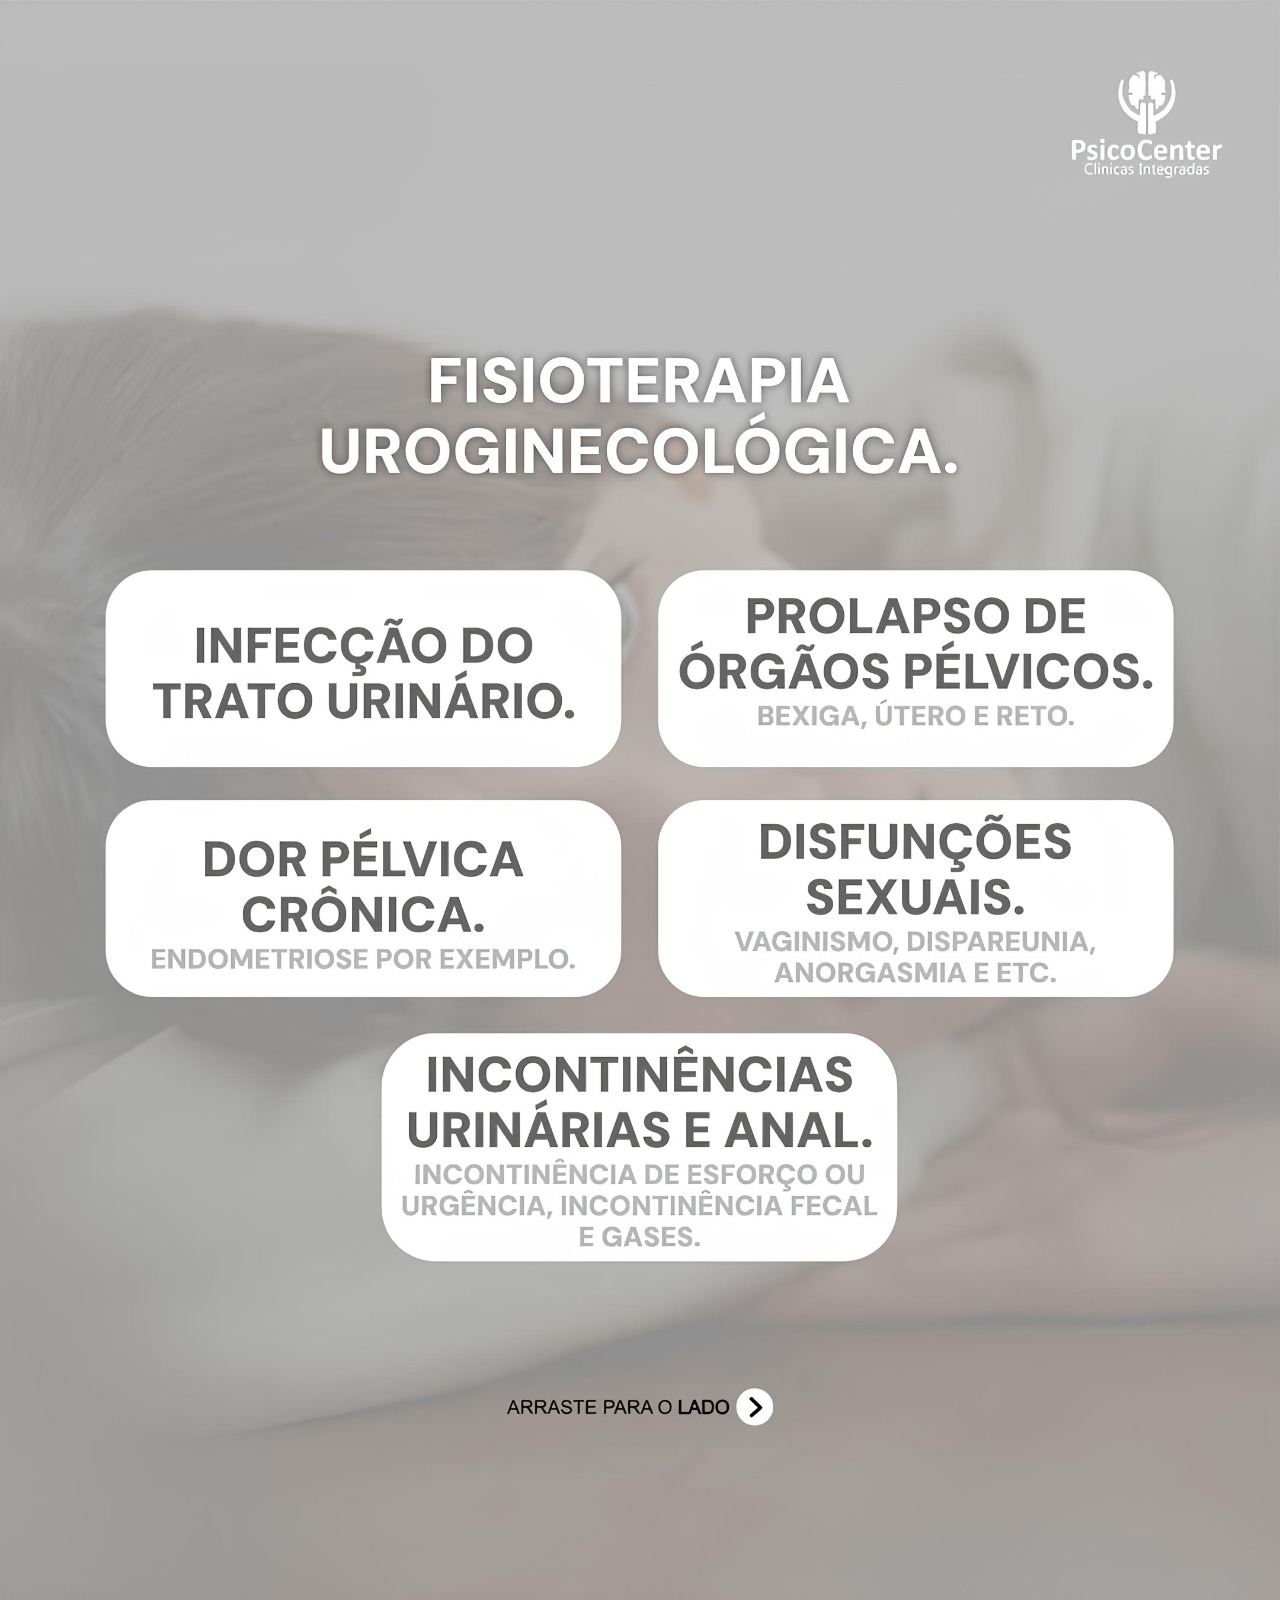 PsicoCenter
Clínicas Integradas
FISIOTERAPIA
UROGINECOLÓGICA.
INFECÇÃO DO
TRATO URINÁRIO.
PROLAPSO DE
ÓRGÃOS PÉLVICOS.
BEXIGA, ÚTERO E RETO.
DOR PÉLVICA
CRÔNICA.
ENDOMETRIOSE POR EXEMPLO.
DISFUNÇÕES
SEXUAIS.
VAGINISMO, DISPAREUNIA,
ANORGASMIA E ETC.
INCONTINÊNCIAS
URINÁRIAS E ANAL.
INCONTINÊNCIA DE ESFORÇO OU
URGÊNCIA, INCONTINÊNCIA FECAL
E GASES.
ARRASTE PARA O LADO